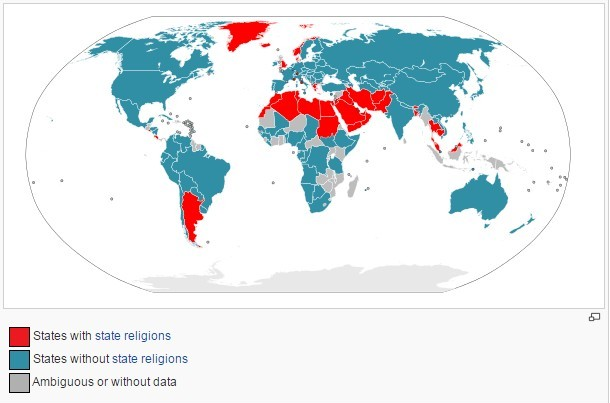 States with state religions
States without state religions
Ambiguous or without data